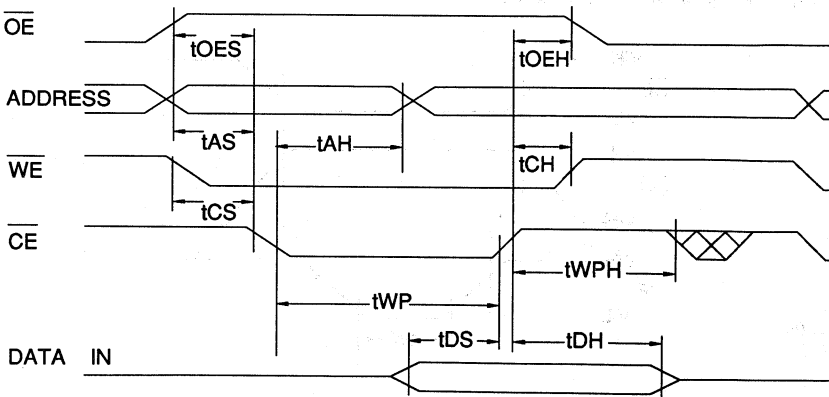 OE
tOES
tOEH
ADDRESS
tAS
tAH
tCH
WE
tCS
CE
tWPH
tWP
tDS
tDH
DATA IN